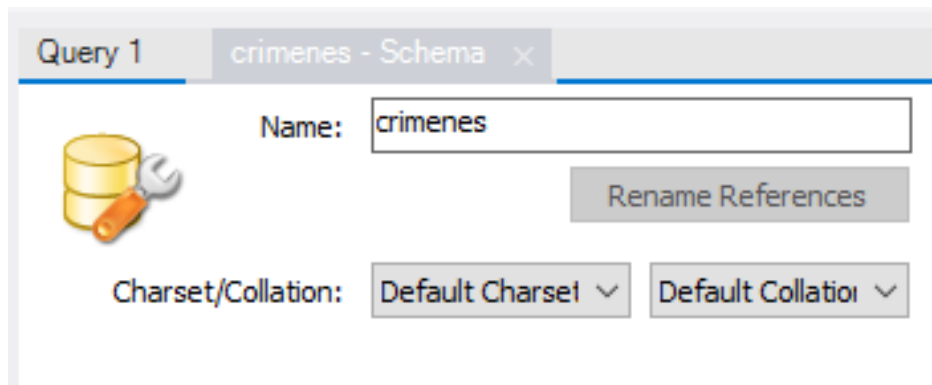 Query 1 crimenes - Schema
Name: crimenes
Rename References
Charset/Collation: Default Charset Default Collation